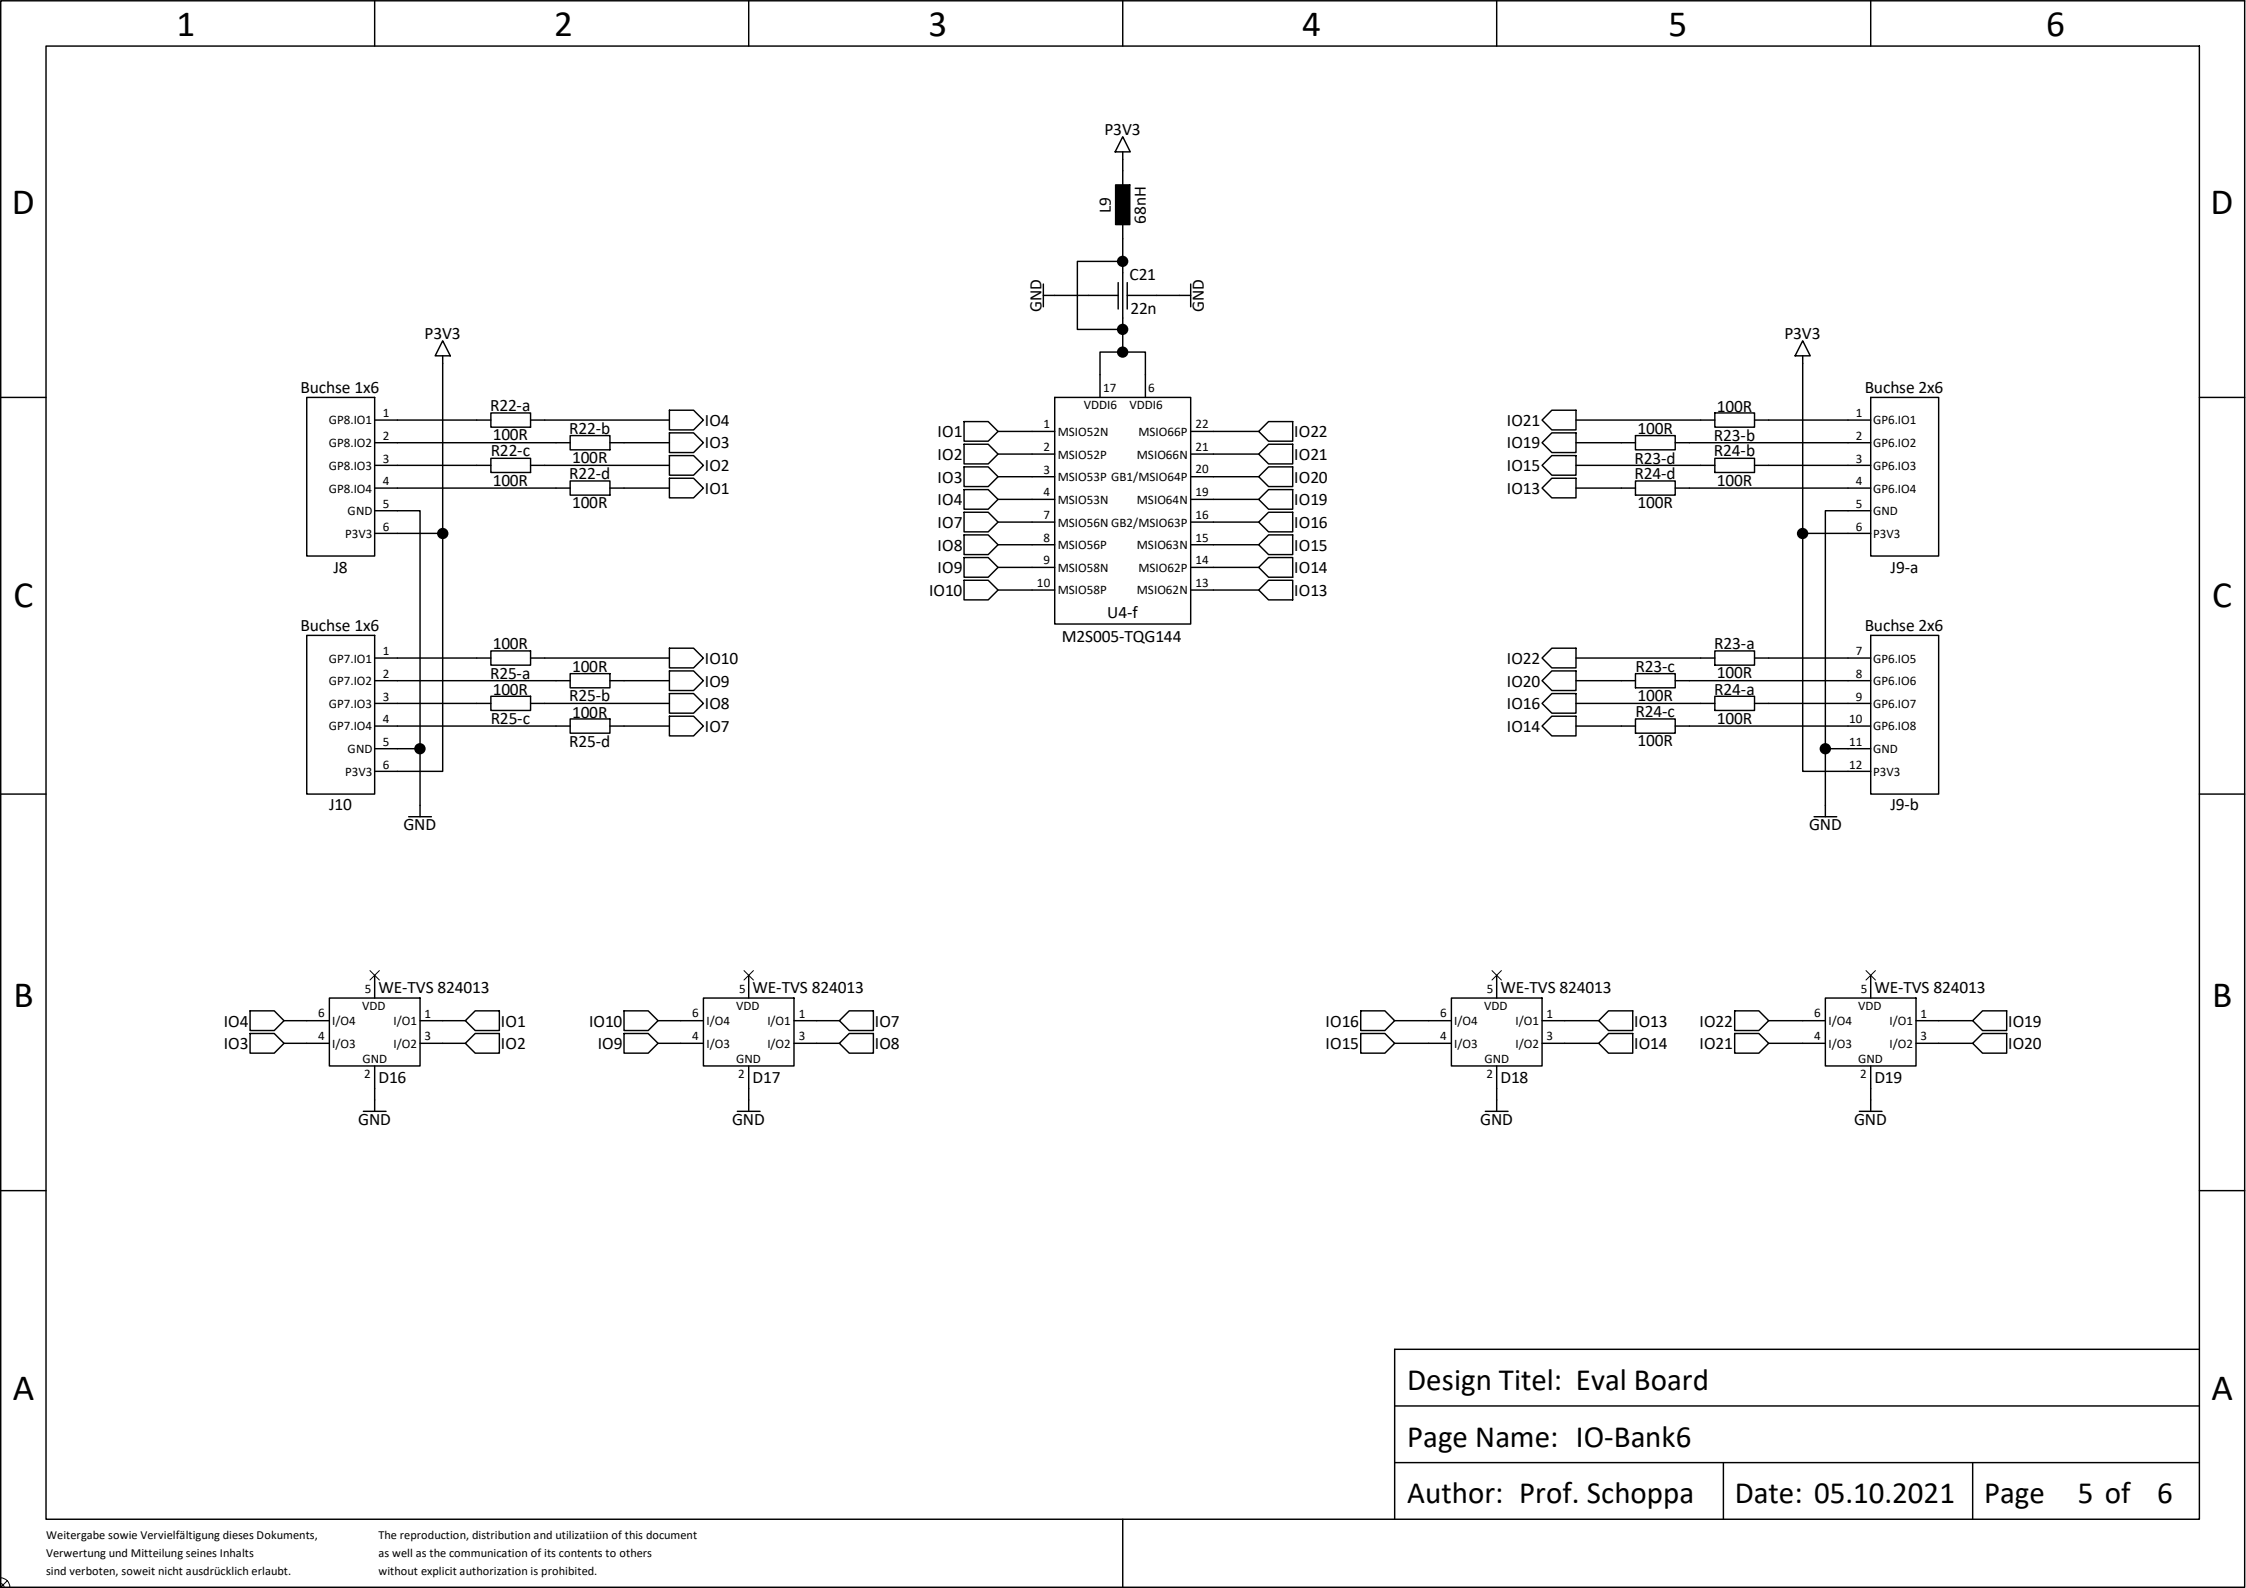 1 2 3 4 5 6
D D
C C
B B
A A
P3V3
L9
68nH
C21
22n
GND GND
17 6
VDDI6 VDDI6
IO1 1 MSIO52N MSIO66P 22 IO22
IO2 2 MSIO52P MSIO66N 21 IO21
IO3 3 MSIO53P GB1/MSIO64P 20 IO20
IO4 4 MSIO53N MSIO64N 19 IO19
IO7 7 MSIO56N GB2/MSIO63P 16 IO16
IO8 8 MSIO56P MSIO63N 15 IO15
IO9 9 MSIO58N MSIO62P 14 IO14
IO10 10 MSIO58P MSIO62N 13 IO13
U4-f
M2S005-TQG144
P3V3
Buchse 1x6
GP8.IO1 1 R22-a 100R IO4
GP8.IO2 2 R22-b 100R IO3
GP8.IO3 3 R22-c 100R IO2
GP8.IO4 4 R22-d 100R IO1
GND 5
P3V3 6
J8
Buchse 1x6
GP7.IO1 1 100R R25-a IO10
GP7.IO2 2 100R R25-b IO9
GP7.IO3 3 100R R25-c IO8
GP7.IO4 4 100R R25-d IO7
GND 5
P3V3 6
J10
GND
P3V3
Buchse 2x6
IO21 100R 1 GP6.IO1
IO19 100R R23-b 2 GP6.IO2
IO15 R23-d R24-b 100R 3 GP6.IO3
IO13 R24-d 100R 4 GP6.IO4
5 GND
6 P3V3
J9-a
Buchse 2x6
IO22 R23-a 100R 7 GP6.IO5
IO20 R23-c 100R 8 GP6.IO6
IO16 R24-a 100R 9 GP6.IO7
IO14 R24-c 100R 10 GP6.IO8
11 GND
12 P3V3
J9-b
GND
5 WE-TVS 824013
VDD
IO4 6 I/O4 I/O1 1 IO1
IO3 4 I/O3 I/O2 3 IO2
GND
2 D16
GND
5 WE-TVS 824013
VDD
IO10 6 I/O4 I/O1 1 IO7
IO9 4 I/O3 I/O2 3 IO8
GND
2 D17
GND
5 WE-TVS 824013
VDD
IO16 6 I/O4 I/O1 1 IO13
IO15 4 I/O3 I/O2 3 IO14
GND
2 D18
GND
5 WE-TVS 824013
VDD
IO22 6 I/O4 I/O1 1 IO19
IO21 4 I/O3 I/O2 3 IO20
GND
2 D19
GND
Design Titel: Eval Board
Page Name: IO-Bank6
Author: Prof. Schoppa Date: 05.10.2021 Page 5 of 6
Weitergabe sowie Vervielfältigung dieses Dokuments,
Verwertung und Mitteilung seines Inhalts
sind verboten, soweit nicht ausdrücklich erlaubt.
The reproduction, distribution and utilizatiion of this document
as well as the communication of its contents to others
without explicit authorization is prohibited.